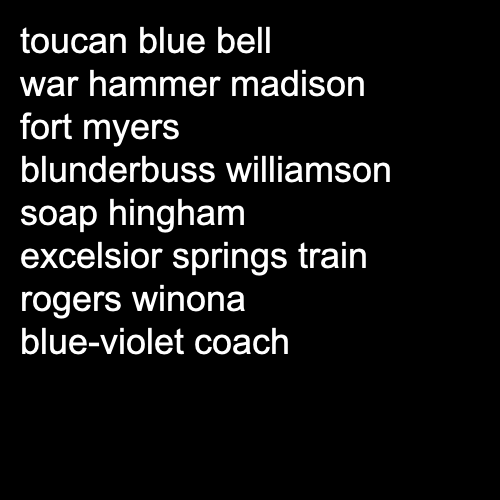 toucan blue bell
war hammer madison
fort myers
blunderbuss williamson
soap hingham
excelsior springs train
rogers winona
blue-violet coach